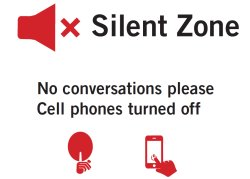 Silent Zone
No conversations please
Cell phones turned off